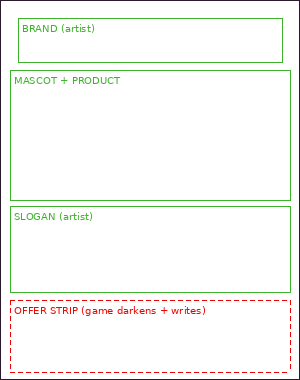 BRAND (artist)
MASCOT + PRODUCT
SLOGAN (artist)
OFFER STRIP (game darkens + writes)